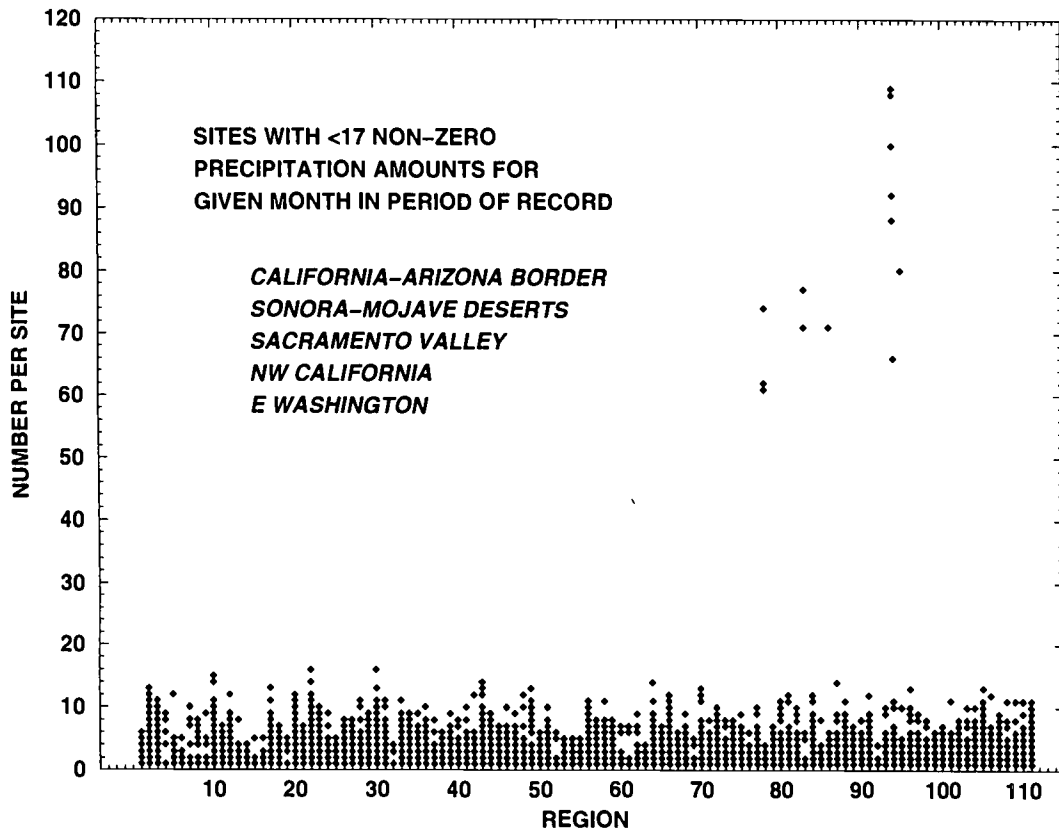 120
110
100
90
80
70
60
50
40
30
20
10
0
NUMBER PER SITE
SITES WITH <17 NON-ZERO
PRECIPITATION AMOUNTS FOR
GIVEN MONTH IN PERIOD OF RECORD
CALIFORNIA-ARIZONA BORDER
SONORA-MOJAVE DESERTS
SACRAMENTO VALLEY
NW CALIFORNIA
E WASHINGTON
10 20 30 40 50 60 70 80 90 100 110
REGION